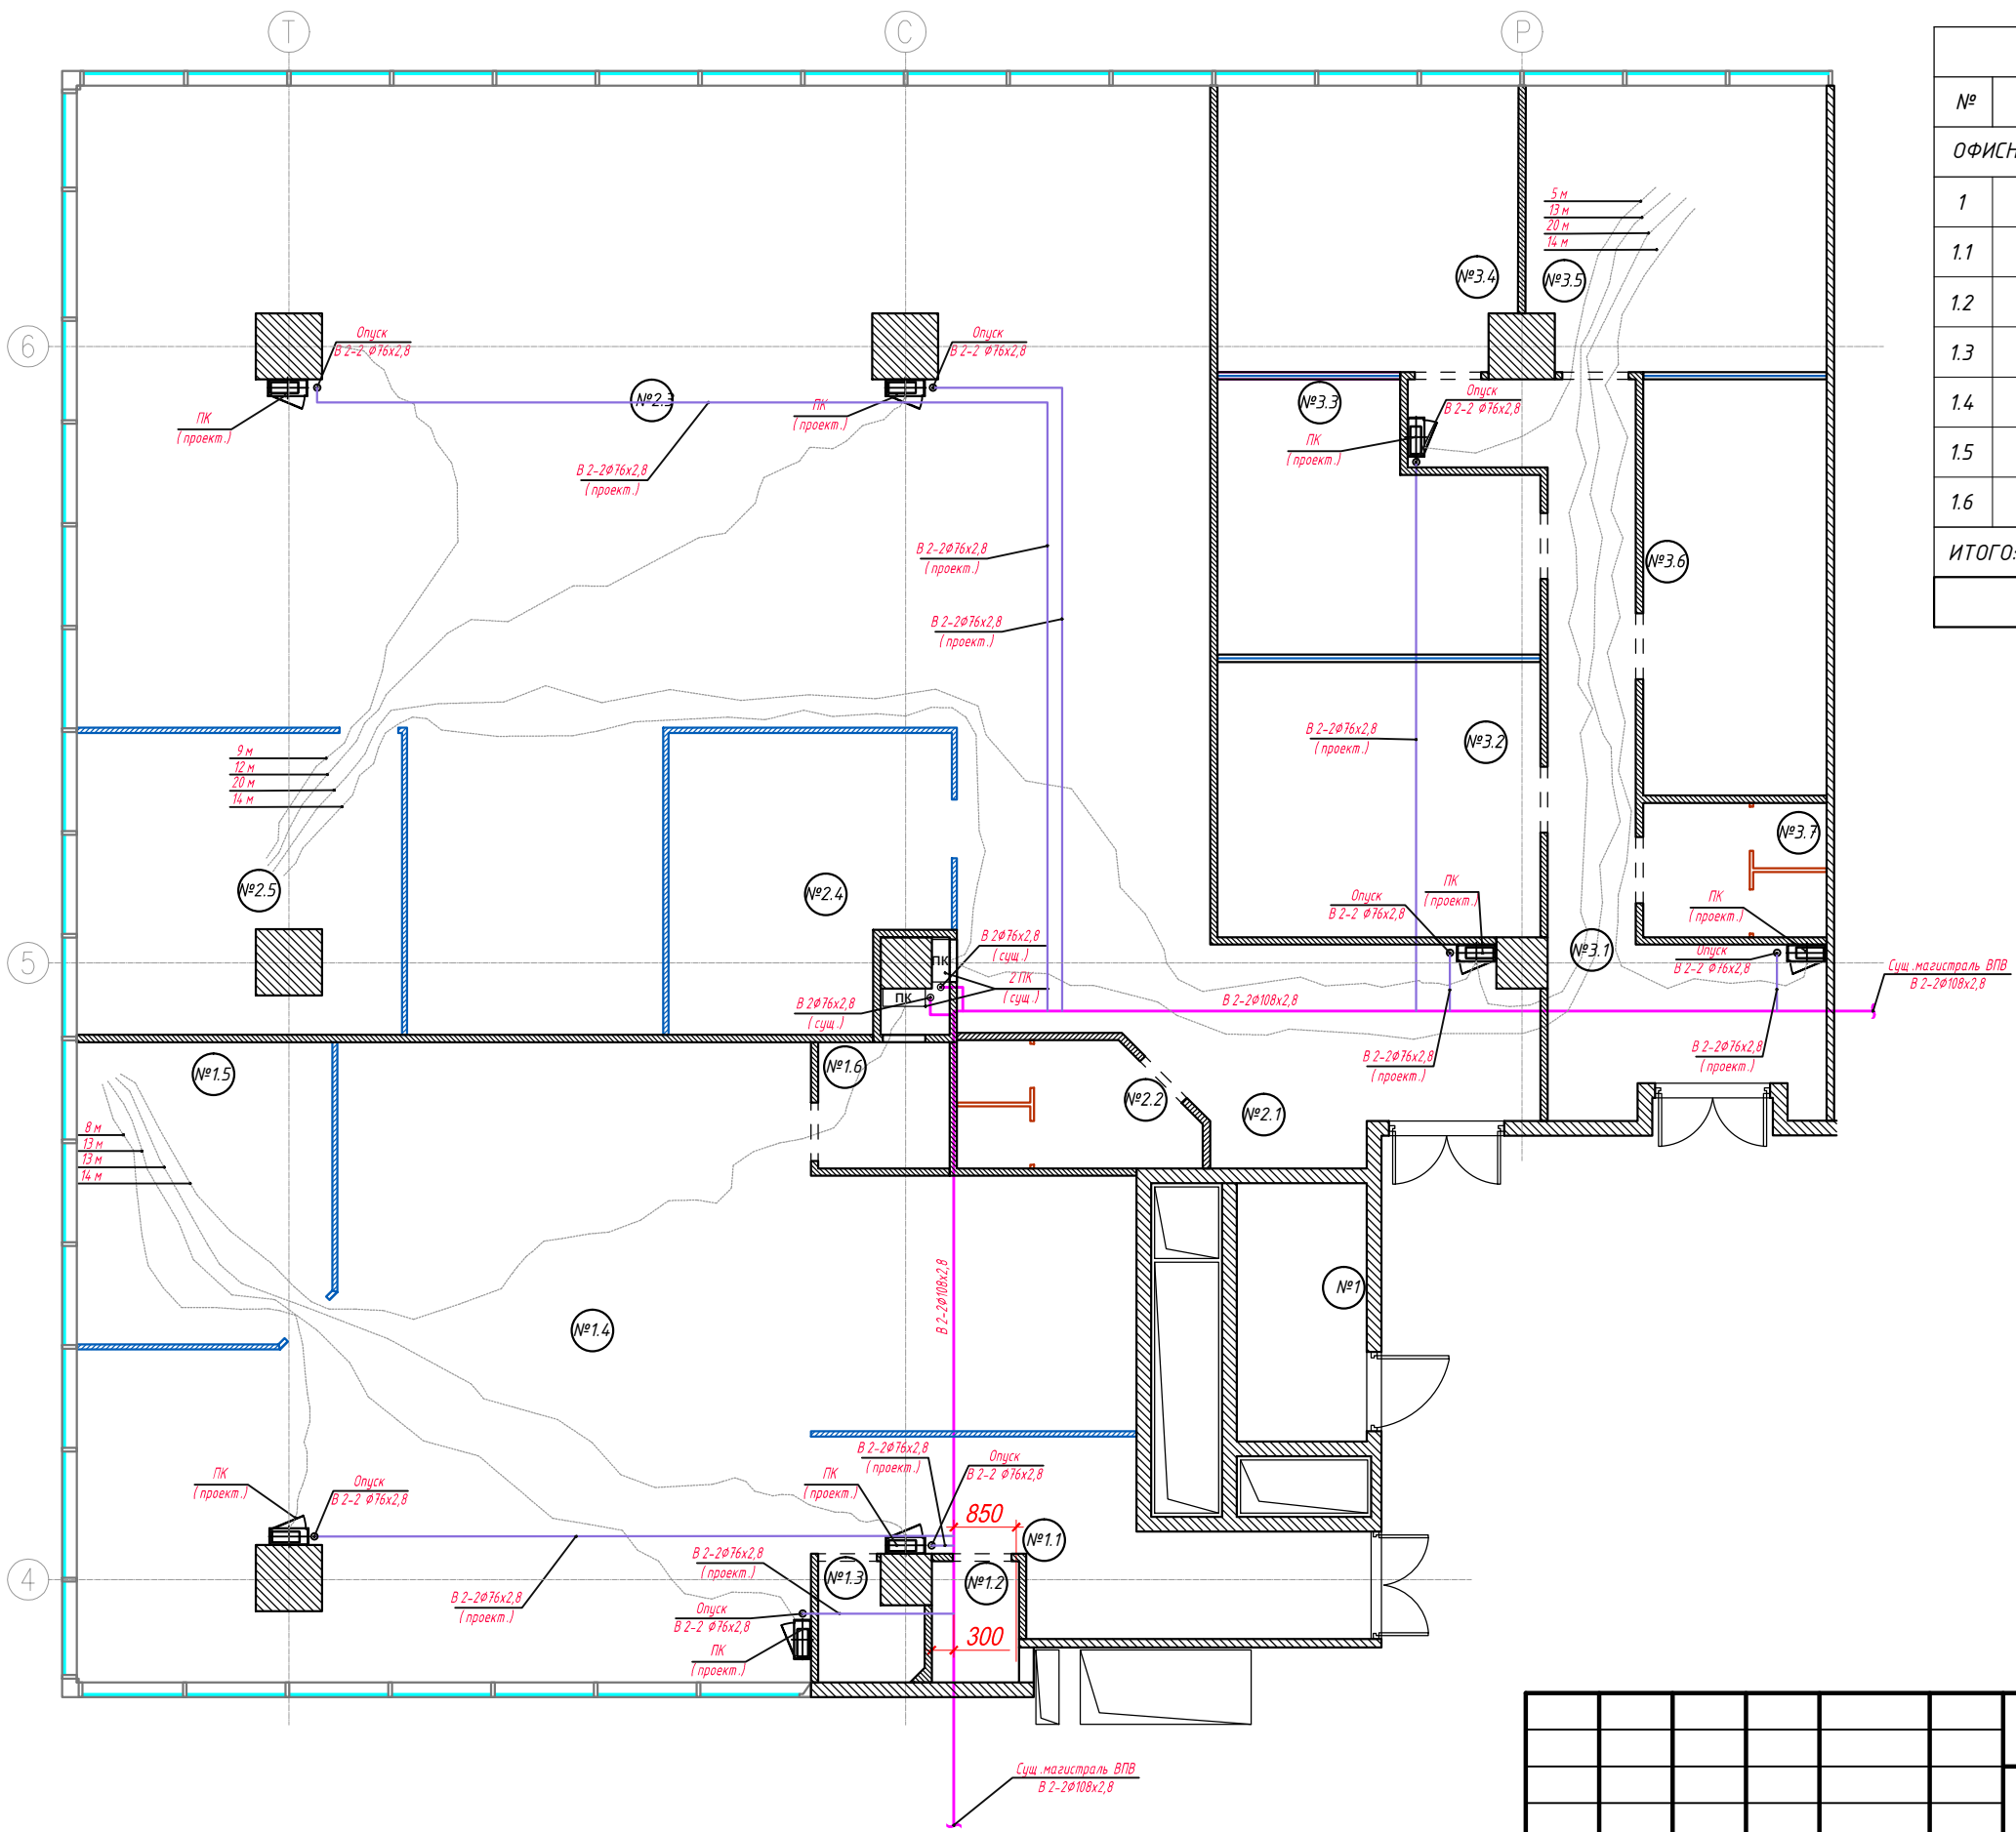 Т
С
Р
№
ОФИСН
1
1.1
1.2
1.3
1.4
1.5
1.6
ИТОГО:
5 м
13 м
20 м
14 м
№3.4
№3.5
6
Опуск
В 2-2 Ф76х2,8
Опуск
В 2-2 Ф76х2,8
№2.3
№3.3
Опуск
В 2-2 Ф76х2,8
ПК
(проект.)
ПК
(проект.)
ПК
(проект.)
В 2-2Ф76х2,8
(проект.)
В 2-2Ф76х2,8
(проект.)
№3.6
В 2-2Ф76х2,8
(проект.)
В 2-2Ф76х2,8
(проект.)
№3.2
9 м
12 м
20 м
14 м
№3.7
№2.5
№2.4
Опуск
В 2-2 Ф76х2,8
ПК
(проект.)
ПК
(проект.)
5
В 2Ф76х2,8
(сущ.)
ПК
2 ПК
(сущ.)
ПК
В 2Ф76х2,8
(сущ.)
№3.1
Опуск
В 2-2 Ф76х2,8
Сущ.магистраль ВПВ
В 2-2Ф108х2,8
В 2-2Ф108х2,8
В 2-2Ф76х2,8
(проект.)
В 2-2Ф76х2,8
(проект.)
№1.5
№1.6
№2.2
№2.1
8 м
13 м
13 м
14 м
В 2-2Ф108х2,8
№1
№1.4
ПК
(проект.)
Опуск
В 2-2 Ф76х2,8
В 2-2Ф76х2,8
(проект.)
ПК
(проект.)
Опуск
В 2-2 Ф76х2,8
850
№1.1
4
В 2-2Ф76х2,8
(проект.)
№1.3
№1.2
В 2-2Ф76х2,8
(проект.)
Опуск
В 2-2 Ф76х2,8
300
ПК
(проект.)
Сущ.магистраль ВПВ
В 2-2Ф108х2,8